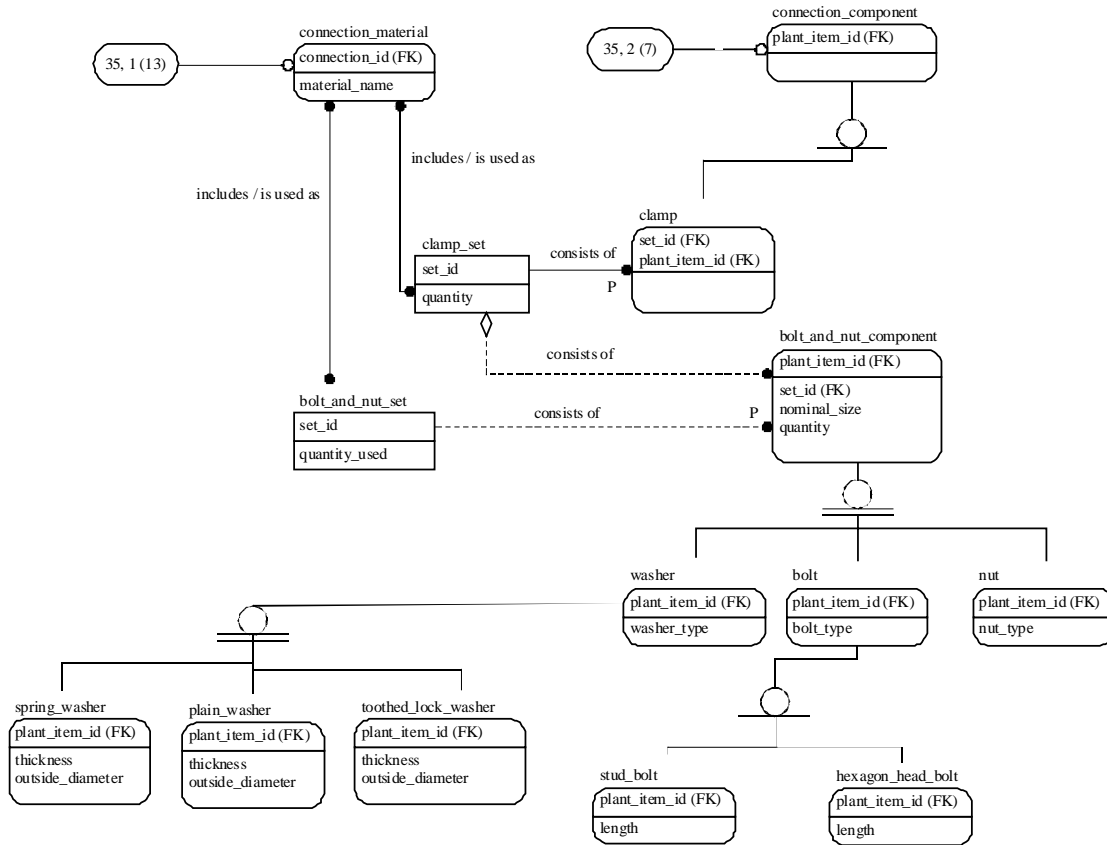 connection_material
connection_component
35, 1 (13)
connection_id (FK)
material_name
35, 2 (7)
plant_item_id (FK)
includes / is used as
includes / is used as
clamp_set
set_id
quantity
consists of
P
clamp
set_id (FK)
plant_item_id (FK)
consists of
bolt_and_nut_component
plant_item_id (FK)
set_id (FK)
nominal_size
quantity
bolt_and_nut_set
set_id
quantity_used
consists of
P
washer
plant_item_id (FK)
washer_type
bolt
plant_item_id (FK)
bolt_type
nut
plant_item_id (FK)
nut_type
spring_washer
plant_item_id (FK)
thickness
outside_diameter
plain_washer
plant_item_id (FK)
thickness
outside_diameter
toothed_lock_washer
plant_item_id (FK)
thickness
outside_diameter
stud_bolt
plant_item_id (FK)
length
hexagon_head_bolt
plant_item_id (FK)
length